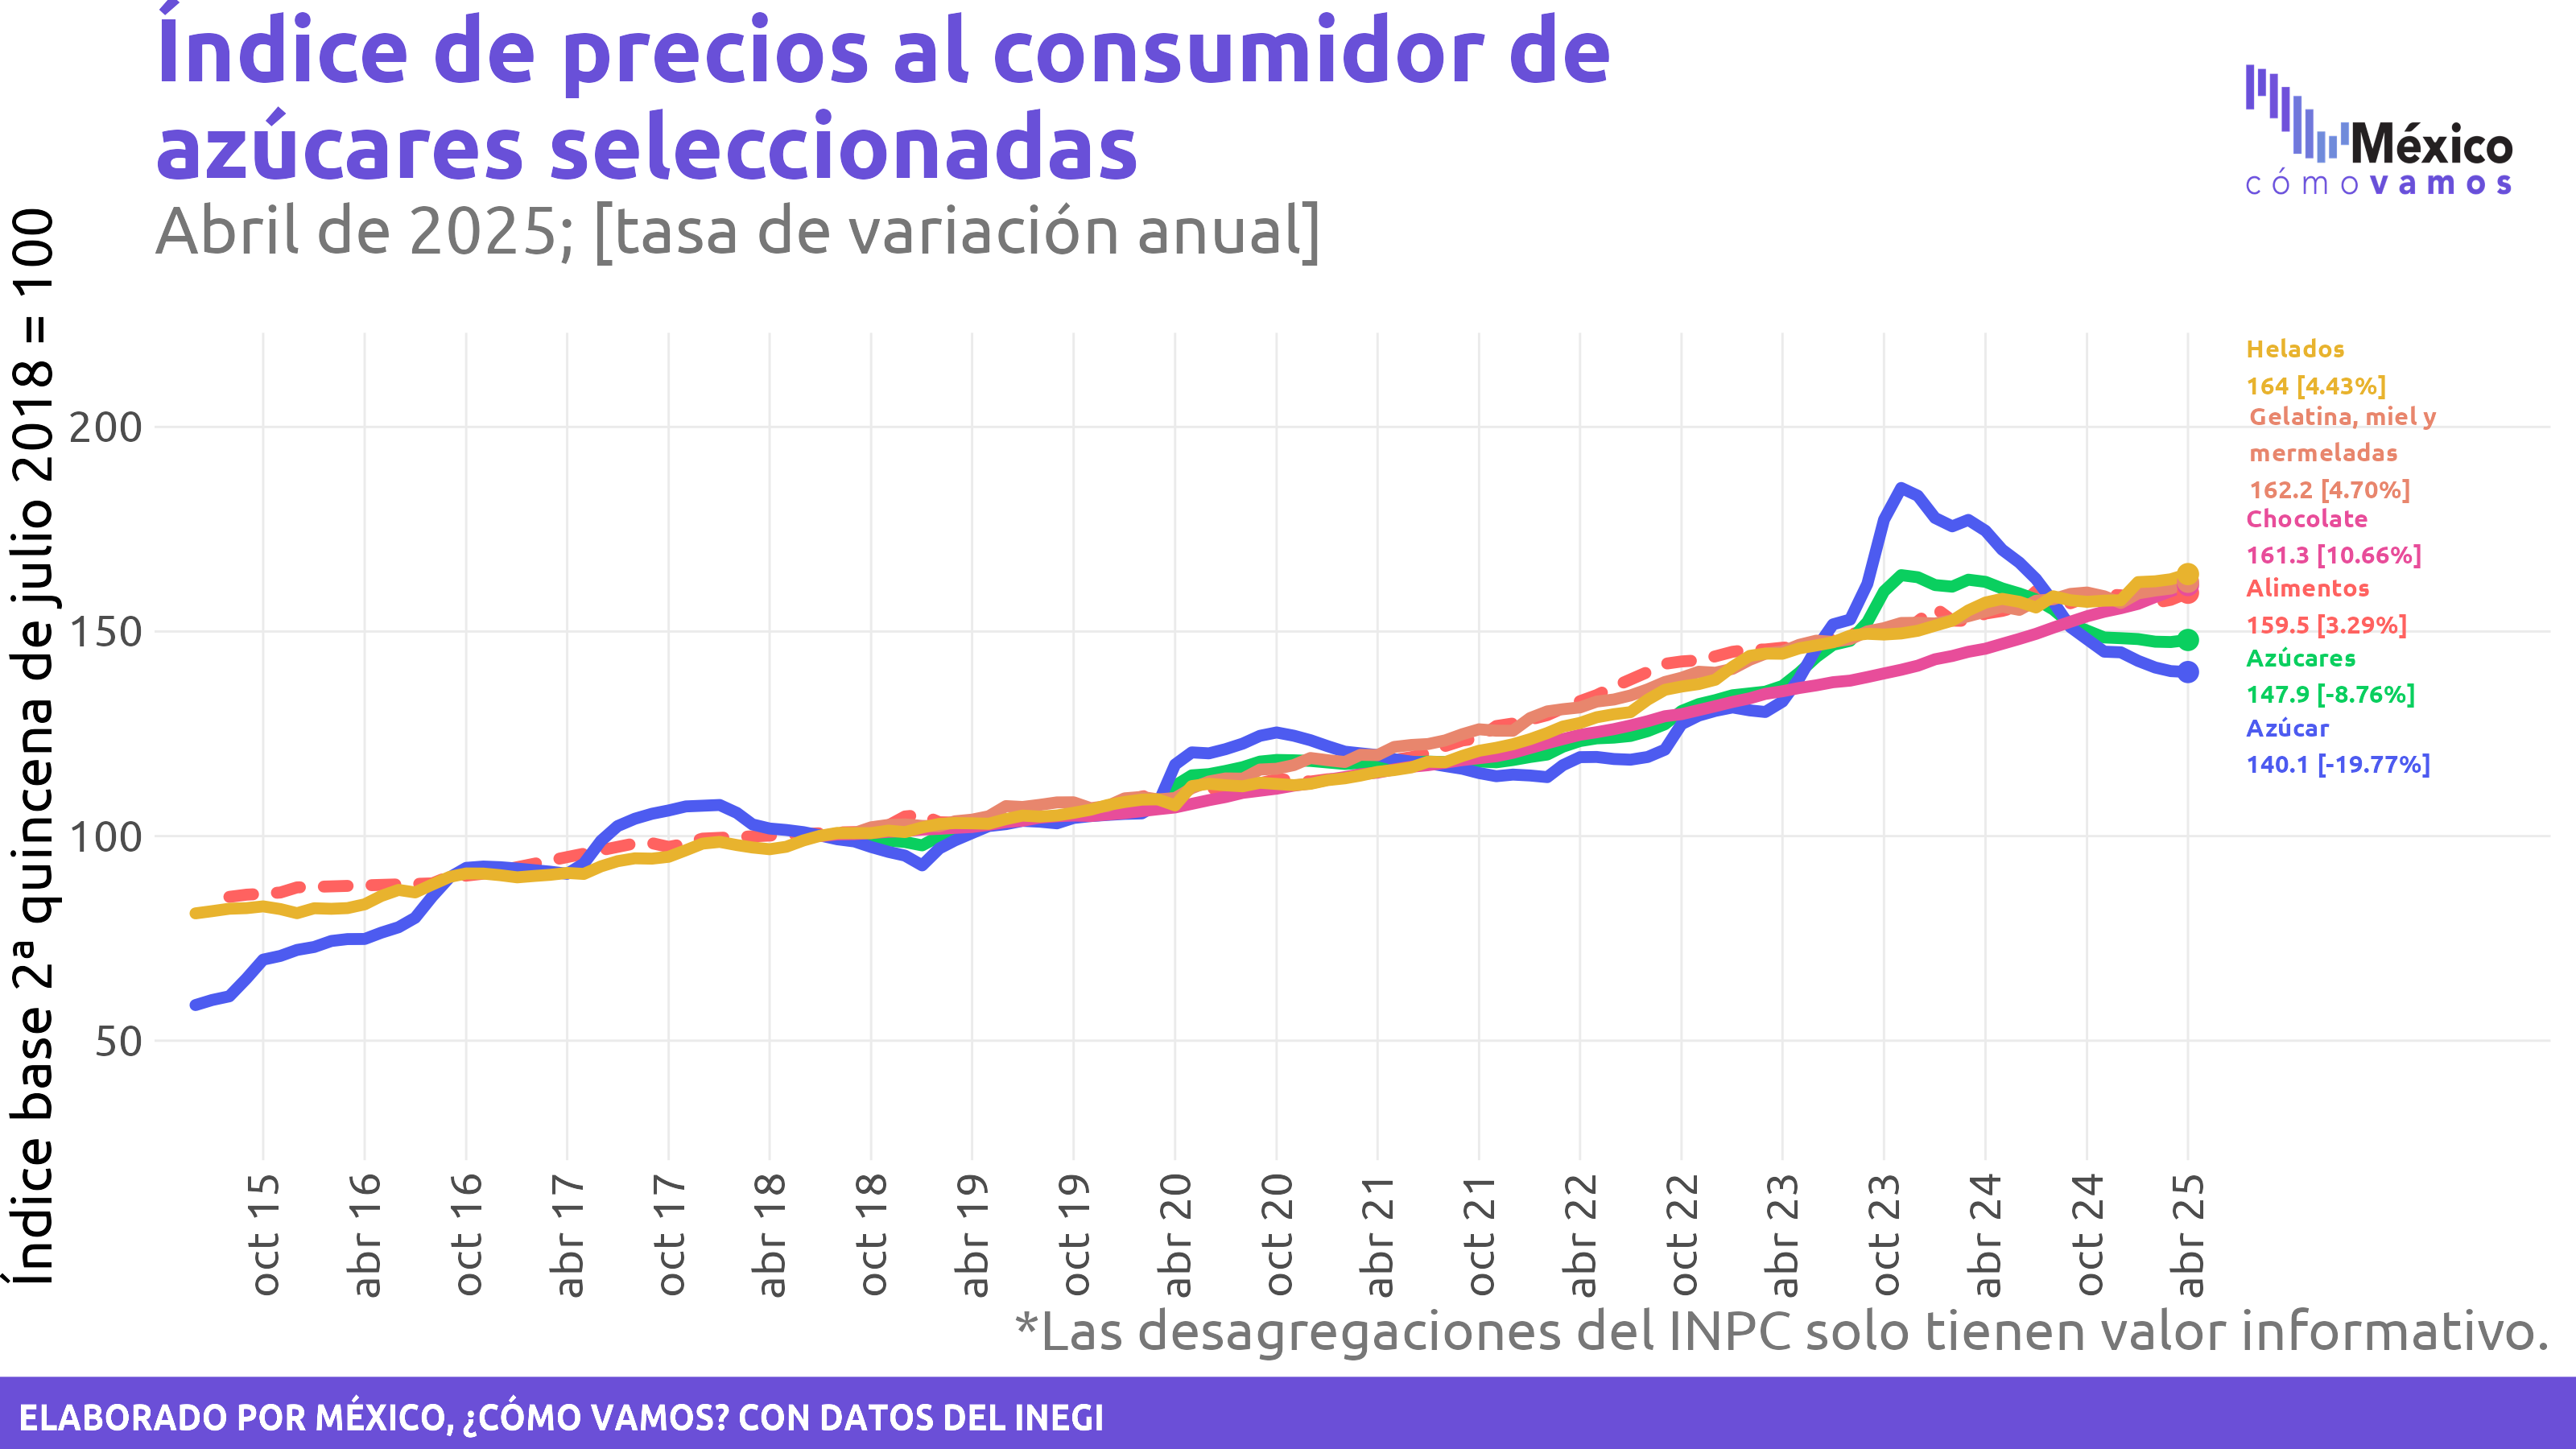 Índice de precios al consumidor de
azúcares seleccionadas
Abril de 2025; [tasa de variación anual]
México
cómo vamos
Índice base 2ª quincena de julio 2018 = 100
200
150
100
50
Helados
164 [4.43%]
Gelatina, miel y
mermeladas
162.2 [4.70%]
Chocolate
161.3 [10.66%]
Alimentos
159.5 [3.29%]
Azúcares
147.9 [-8.76%]
Azúcar
140.1 [-19.77%]
oct 15
abr 16
oct 16
abr 17
oct 17
abr 18
oct 18
abr 19
oct 19
abr 20
oct 20
abr 21
oct 21
abr 22
oct 22
abr 23
oct 23
abr 24
oct 24
abr 25
*Las desagregaciones del INPC solo tienen valor informativo.
ELABORADO POR MÉXICO, ¿CÓMO VAMOS? CON DATOS DEL INEGI